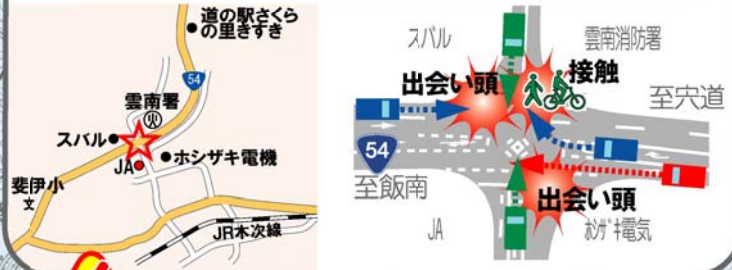 道の駅さくら
の里きすき
54
雲南署
火
スバル
JA
ホシザキ電機
斐伊小
文
JR木次線
スバル
雲南消防署
出会い頭
接触
至宍道
54
至飯南
出会い頭
JA
ホシザキ電気